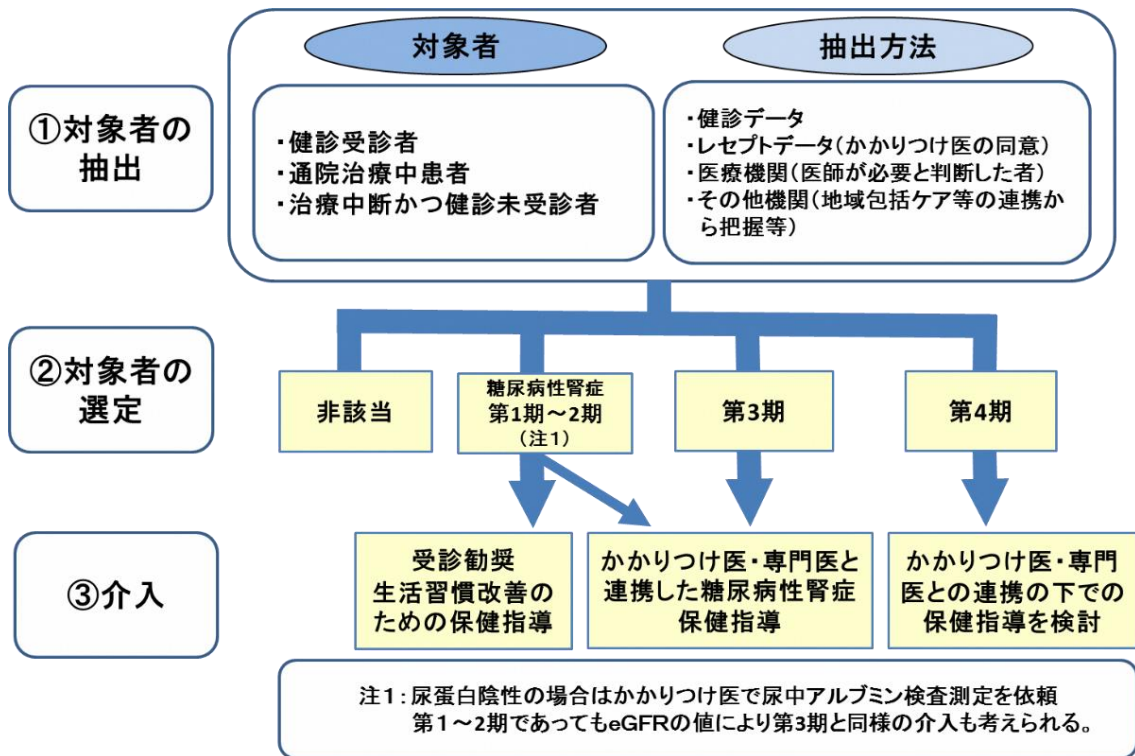 対象者
抽出方法
①対象者の
抽出
・健診受診者
・通院治療中患者
・治療中断かつ健診未受診者
・健診データ
・レセプトデータ(かかりつけ医の同意)
・医療機関(医師が必要と判断した者)
・その他機関(地域包括ケア等の連携か
ら把握等)
②対象者の
選定
非該当
糖尿病性腎症
第1期～2期
(注1)
第3期
第4期
③介入
受診勧奨
生活習慣改善の
ための保健指導
かかりつけ医・専門医と
連携した糖尿病性腎症
保健指導
かかりつけ医・専門
医との連携の下での
保健指導を検討
注1：尿蛋白陰性の場合はかかりつけ医で尿中アルブミン検査測定を依頼
第1～2期であってもeGFRの値により第3期と同様の介入も考えられる。